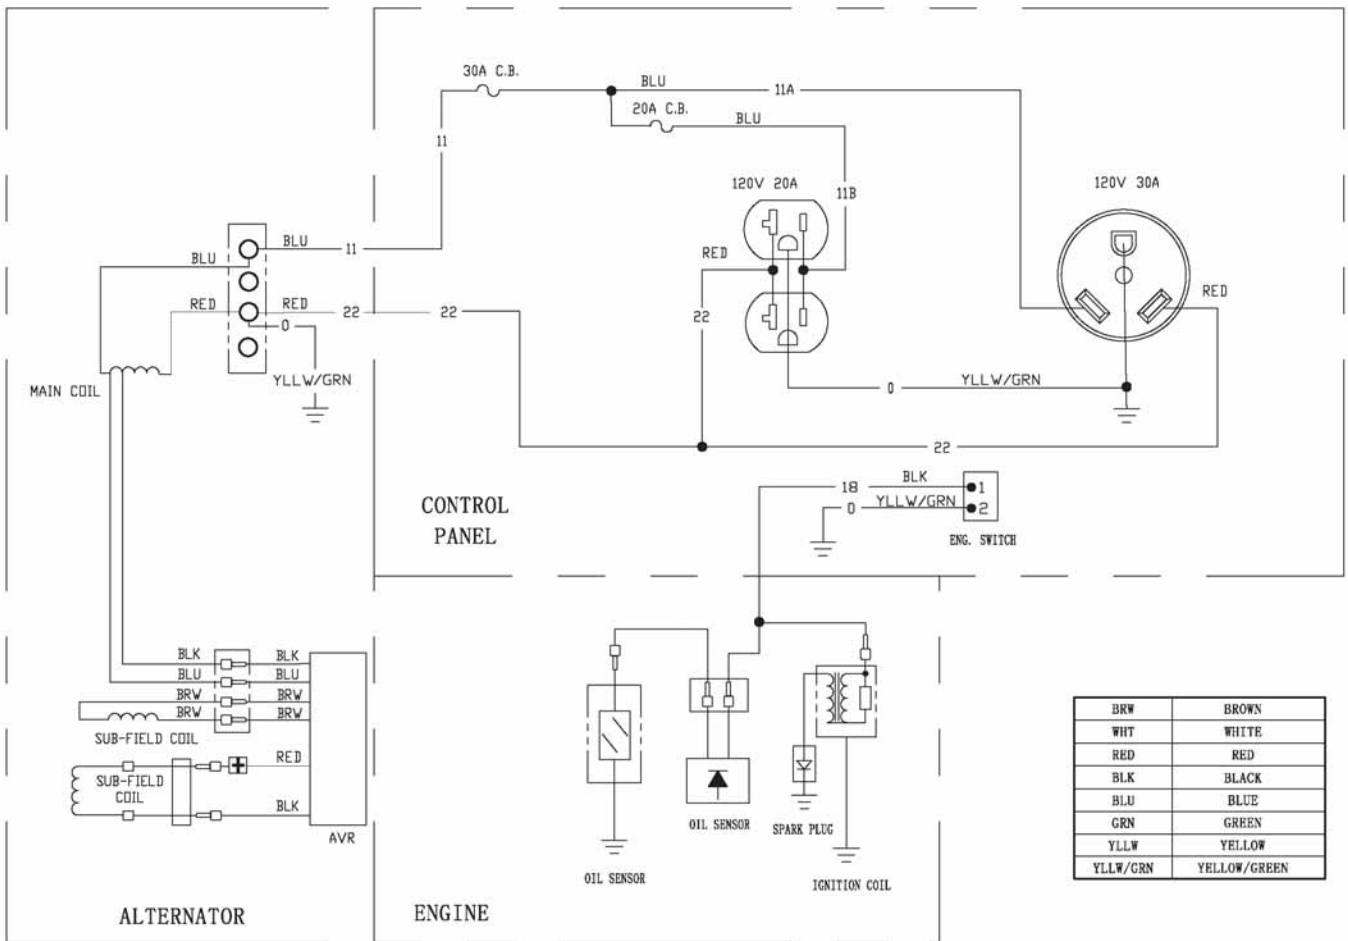 30A C.B.
BLU
11A
20A C.B.
BLU
11
120V 20A
11B
120V 30A
BLU
11
BLU
RED
RED
RED
RED
22
22
22
0
YLLW/GRN
MAIN COIL
0
YLLW/GRN
22
CONTROL
PANEL
18
BLK
1
0
YLLW/GRN
2
ENG. SWITCH
BLK
BLK
BLU
BLU
BRW
BRW
BRW
BRW
SUB-FIELD COIL
RED
SUB-FIELD
COIL
BLK
AVR
OIL SENSOR
OIL SENSOR
SPARK PLUG
IGNITION COIL
ALTERNATOR
ENGINE
BRW BROWN
WHT WHITE
RED RED
BLK BLACK
BLU BLUE
GRN GREEN
YLLW YELLOW
YLLW/GRN YELLOW/GREEN